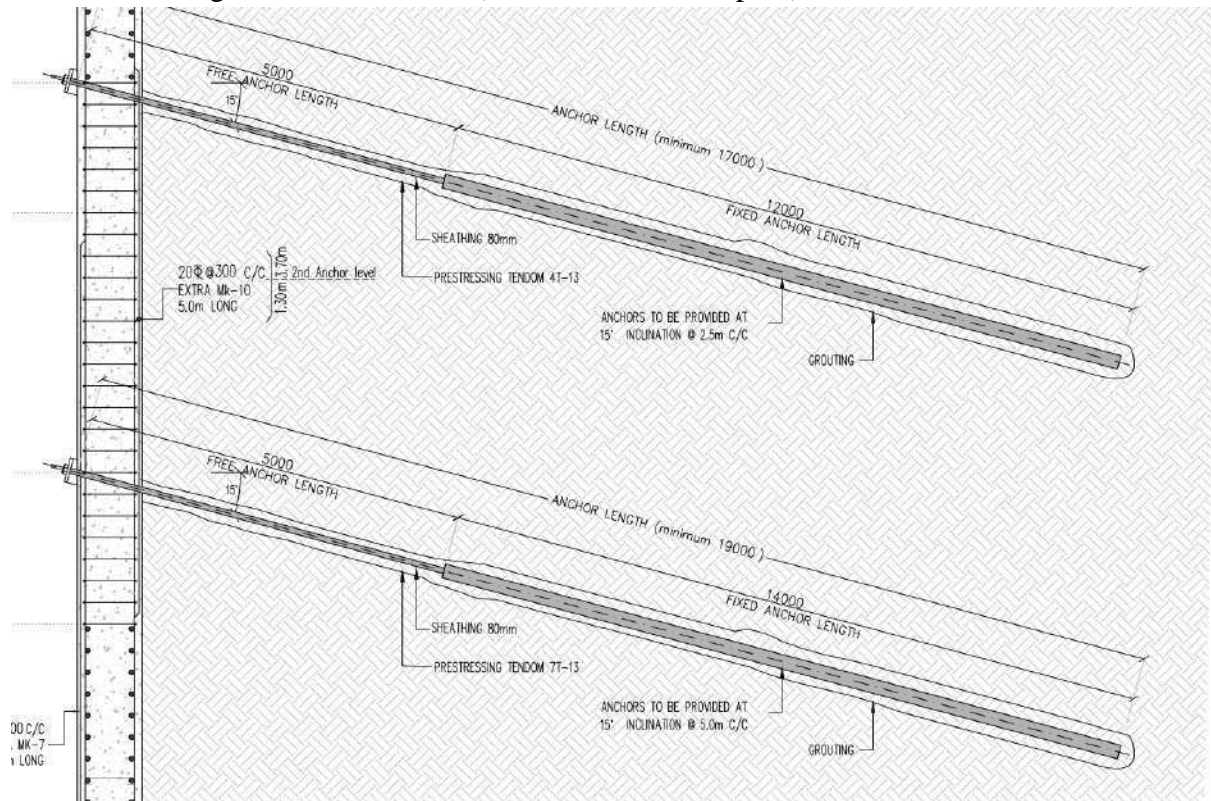 5000
FREE ANCHOR LENGTH
15°
ANCHOR LENGTH (minimum 17000 )
12000
FIXED ANCHOR LENGTH
SHEATHING 80mm
PRESTRESSING TENDOM 4T-13
@300 C/C
EXTRA Mk-10
5.0m LONG
1.30m
2nd Anchor level
ANCHORS TO BE PROVIDED AT
15° INCLINATION @ 2.5m C/C
GROUTING
5000
FREE ANCHOR LENGTH
15°
ANCHOR LENGTH (minimum 19000 )
14000
FIXED ANCHOR LENGTH
SHEATHING 80mm
PRESTRESSING TENDOM 7T-13
ANCHORS TO BE PROVIDED AT
15° INCLINATION @ 5.0m C/C
GROUTING
00 C/C
MK-7
LONG